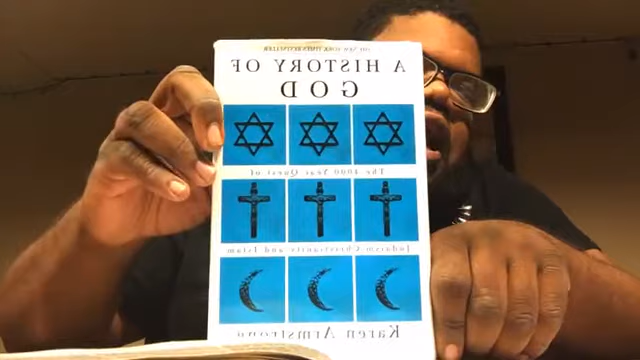 THE NEW YORK TIMES BESTSELLER
A HISTORY OF
GOD
The 4000 Year Quest of
Judaism Christianity and Islam
Karen Armstrong